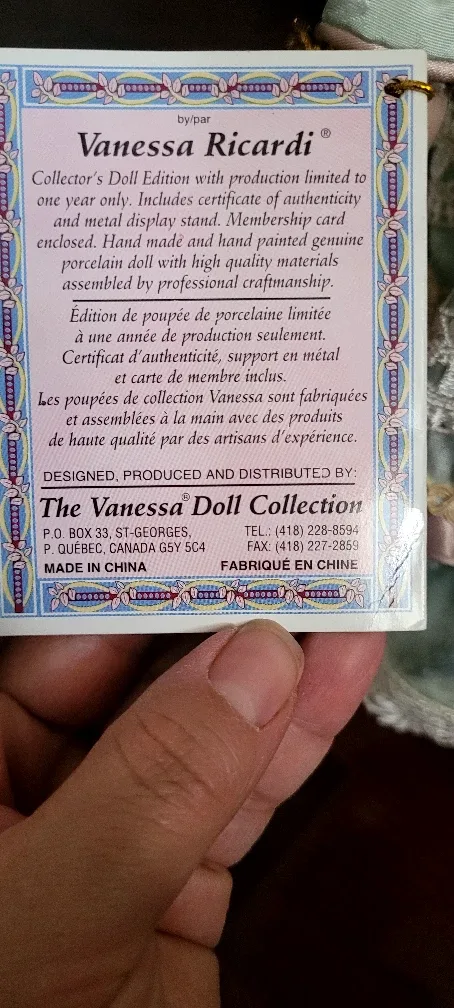 by/par
Vanessa Ricardi ®
Collector's Doll Edition with production limited to
one year only. Includes certificate of authenticity
and metal display stand. Membership card
enclosed. Hand made and hand painted genuine
porcelain doll with high quality materials
assembled by professional craftmanship.
Édition de poupée de porcelaine limitée
à une année de production seulement.
Certificat d'authenticité, support en métal
et carte de membre inclus.
Les poupées de collection Vanessa sont fabriquées
et assemblées à la main avec des produits
de haute qualité par des artisans d'expérience.
DESIGNED, PRODUCED AND DISTRIBUTED BY:
The Vanessa® Doll Collection
P.O. BOX 33, ST-GEORGES, TEL.: (418) 228-8594
P. QUÉBEC, CANADA G5Y 5C4 FAX: (418) 227-2859
MADE IN CHINA FABRIQUÉ EN CHINE